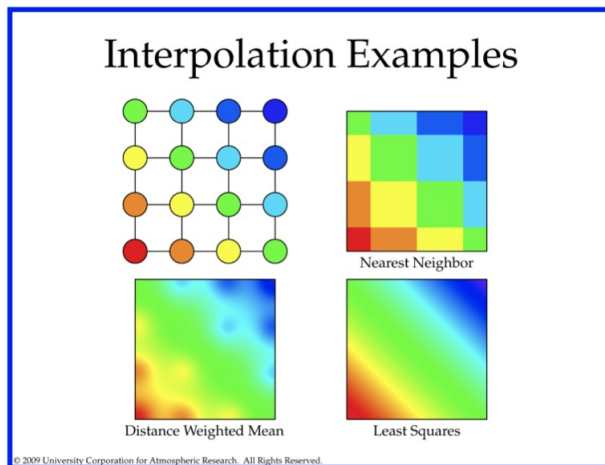 Interpolation Examples
Nearest Neighbor
Distance Weighted Mean
Least Squares
© 2009 University Corporation for Atmospheric Research. All Rights Reserved.